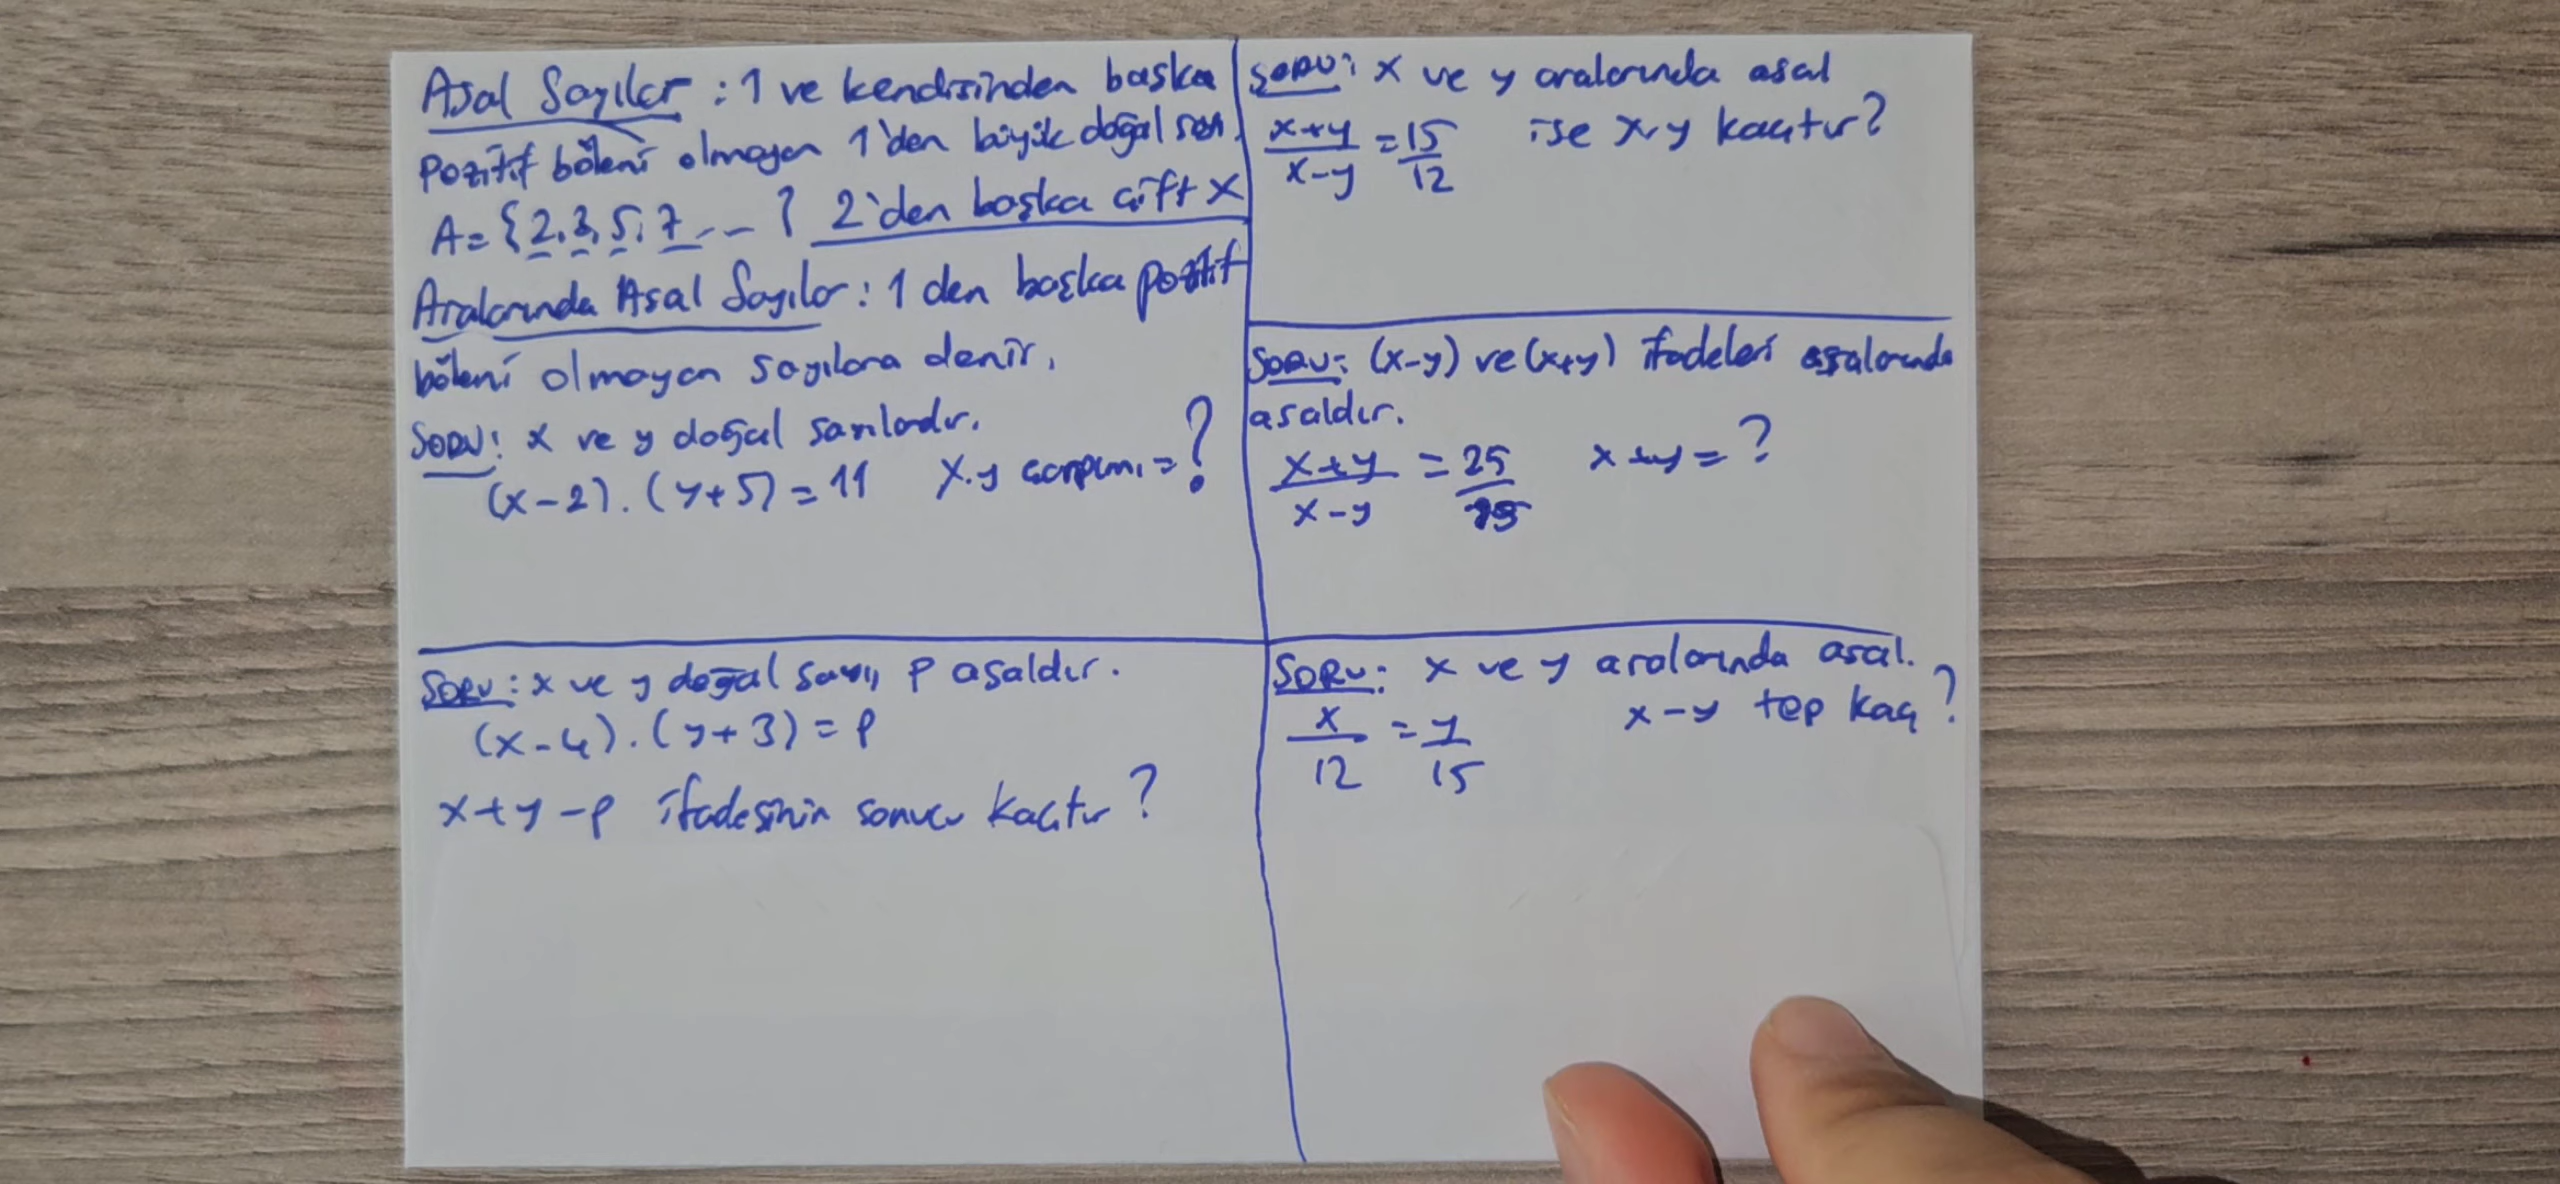 Asal Sayılar : 1 ve kendisinden başka
pozitif böleni olmayan 1'den büyük doğal
A = {2, 3, 5, 7 - - } 2'den başka çift X
Aralarında Asal Sayılar : 1 den başka pozitif
böleni olmayan sayılara denir.
SORU: x ve y doğal
(x-2).(y+5) = 11 x.y çarpımı = ?
SORU: x ve y doğal sayı, p asaldır.
(x-4).(y+3) = p
x+y-p ifadesinin sonucu kaçtır?
SORU: x ve y aralarında asal
x+y/x-y = 15/12 ise x.y kaçtır?
SORU: (x-y) ve (x+y) ifadeleri
asaldır.
x+y/x-y = 25/ = ?
SORU: x ve y aralarında asal.
x/12 = y/15 x-y tep kaç?